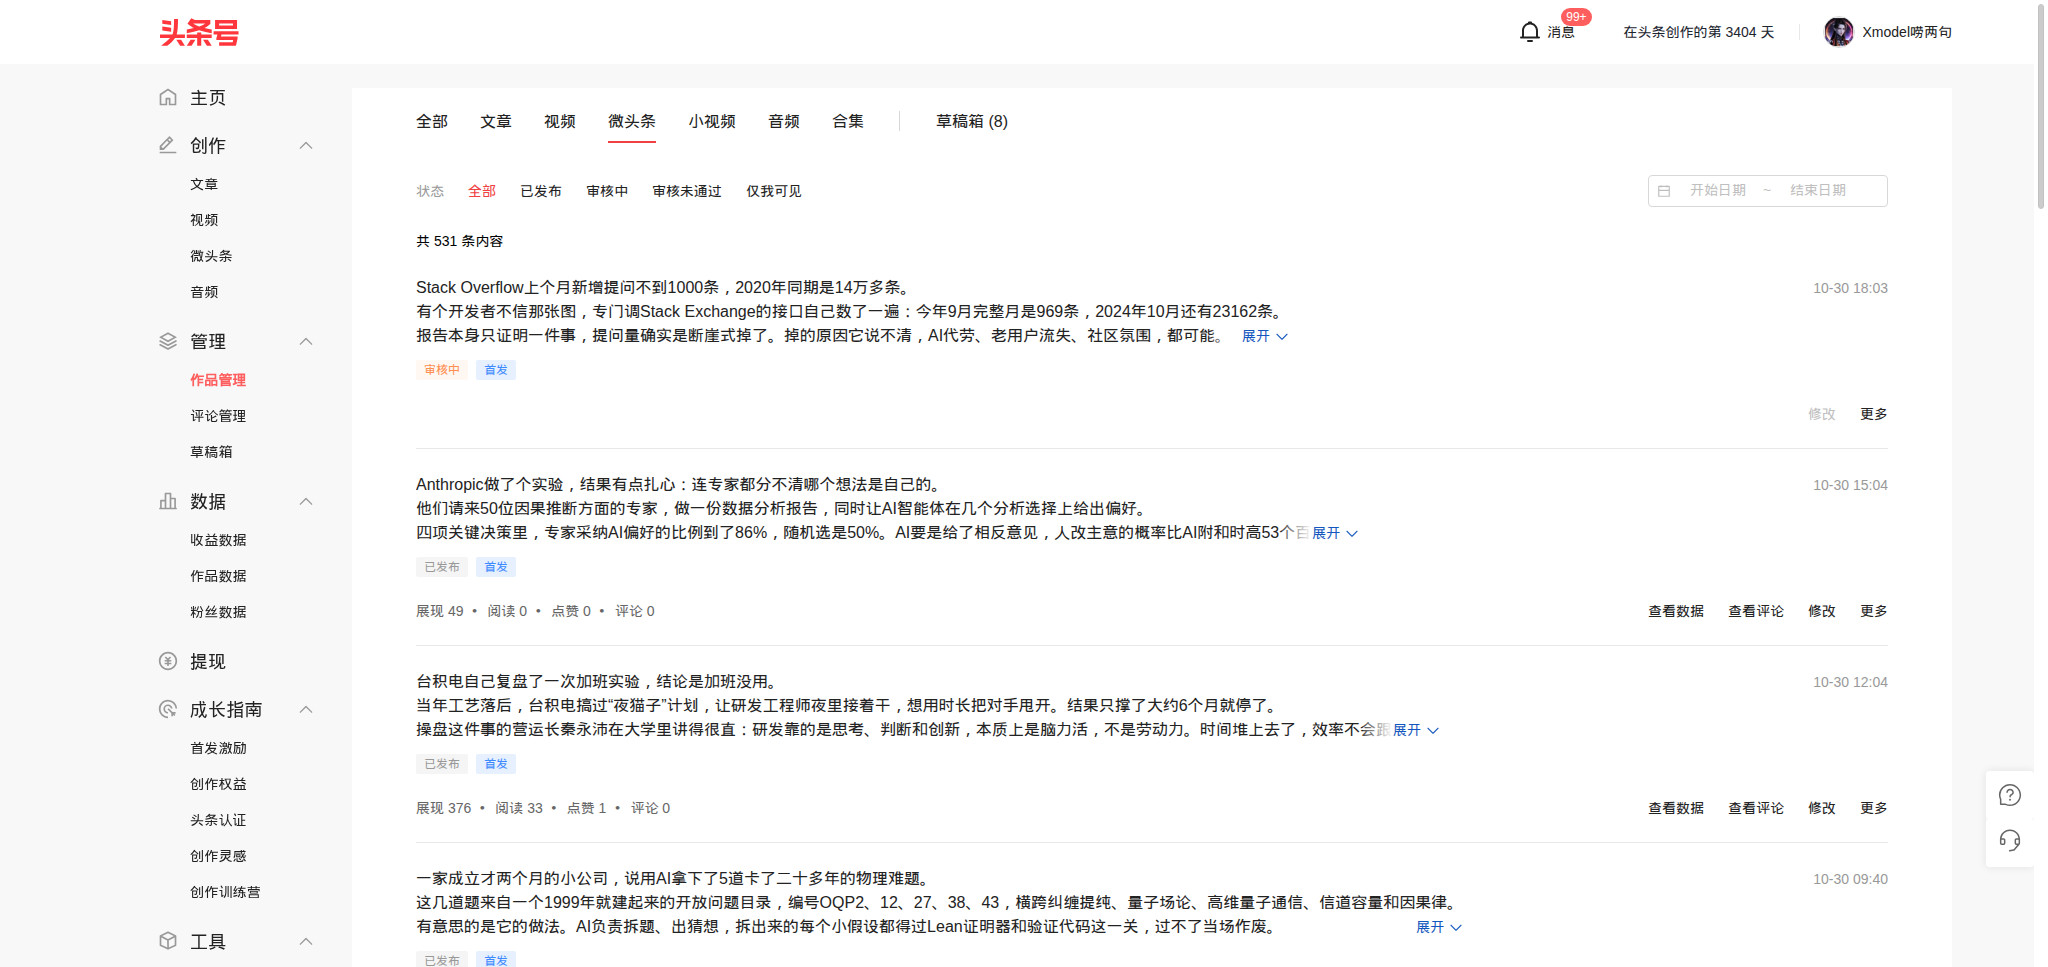 头条号
消息
99+
在头条创作的第 3404 天
Xmodel唠两句
主页
创作
文章
视频
微头条
音频
管理
作品管理
评论管理
草稿箱
数据
收益数据
作品数据
粉丝数据
提现
成长指南
首发激励
创作权益
头条认证
创作灵感
创作训练营
工具
全部 文章 视频 微头条 小视频 音频 合集 草稿箱 (8)
状态 全部 已发布 审核中 审核未通过 仅我可见
开始日期 ~ 结束日期
共 531 条内容
Stack Overflow上个月新增提问不到1000条，2020年同期是14万多条。
10-30 18:03
有个开发者不信那张图，专门调Stack Exchange的接口自己数了一遍：今年9月完整月是969条，2024年10月还有23162条。
报告本身只证明一件事，提问量确实是断崖式掉了。掉的原因它说不清，AI代劳、老用户流失、社区氛围，都可能。 展开
审核中 首发
修改 更多
Anthropic做了个实验，结果有点扎心：连专家都分不清哪个想法是自己的。
10-30 15:04
他们请来50位因果推断方面的专家，做一份数据分析报告，同时让AI智能体在几个分析选择上给出偏好。
四项关键决策里，专家采纳AI偏好的比例到了86%，随机选是50%。AI要是给了相反意见，人改主意的概率比AI附和时高53个百 展开
已发布 首发
展现 49 • 阅读 0 • 点赞 0 • 评论 0
查看数据 查看评论 修改 更多
台积电自己复盘了一次加班实验，结论是加班没用。
10-30 12:04
当年工艺落后，台积电搞过“夜猫子”计划，让研发工程师夜里接着干，想用时长把对手甩开。结果只撑了大约6个月就停了。
操盘这件事的营运长秦永沛在大学里讲得很直：研发靠的是思考、判断和创新，本质上是脑力活，不是劳动力。时间堆上去了，效率不会跟 展开
已发布 首发
展现 376 • 阅读 33 • 点赞 1 • 评论 0
查看数据 查看评论 修改 更多
一家成立才两个月的小公司，说用AI拿下了5道卡了二十多年的物理难题。
10-30 09:40
这几道题来自一个1999年就建起来的开放问题目录，编号OQP2、12、27、38、43，横跨纠缠提纯、量子场论、高维量子通信、信道容量和因果律。
有意思的是它的做法。AI负责拆题、出猜想，拆出来的每个小假设都得过Lean证明器和验证代码这一关，过不了当场作废。 展开
已发布 首发